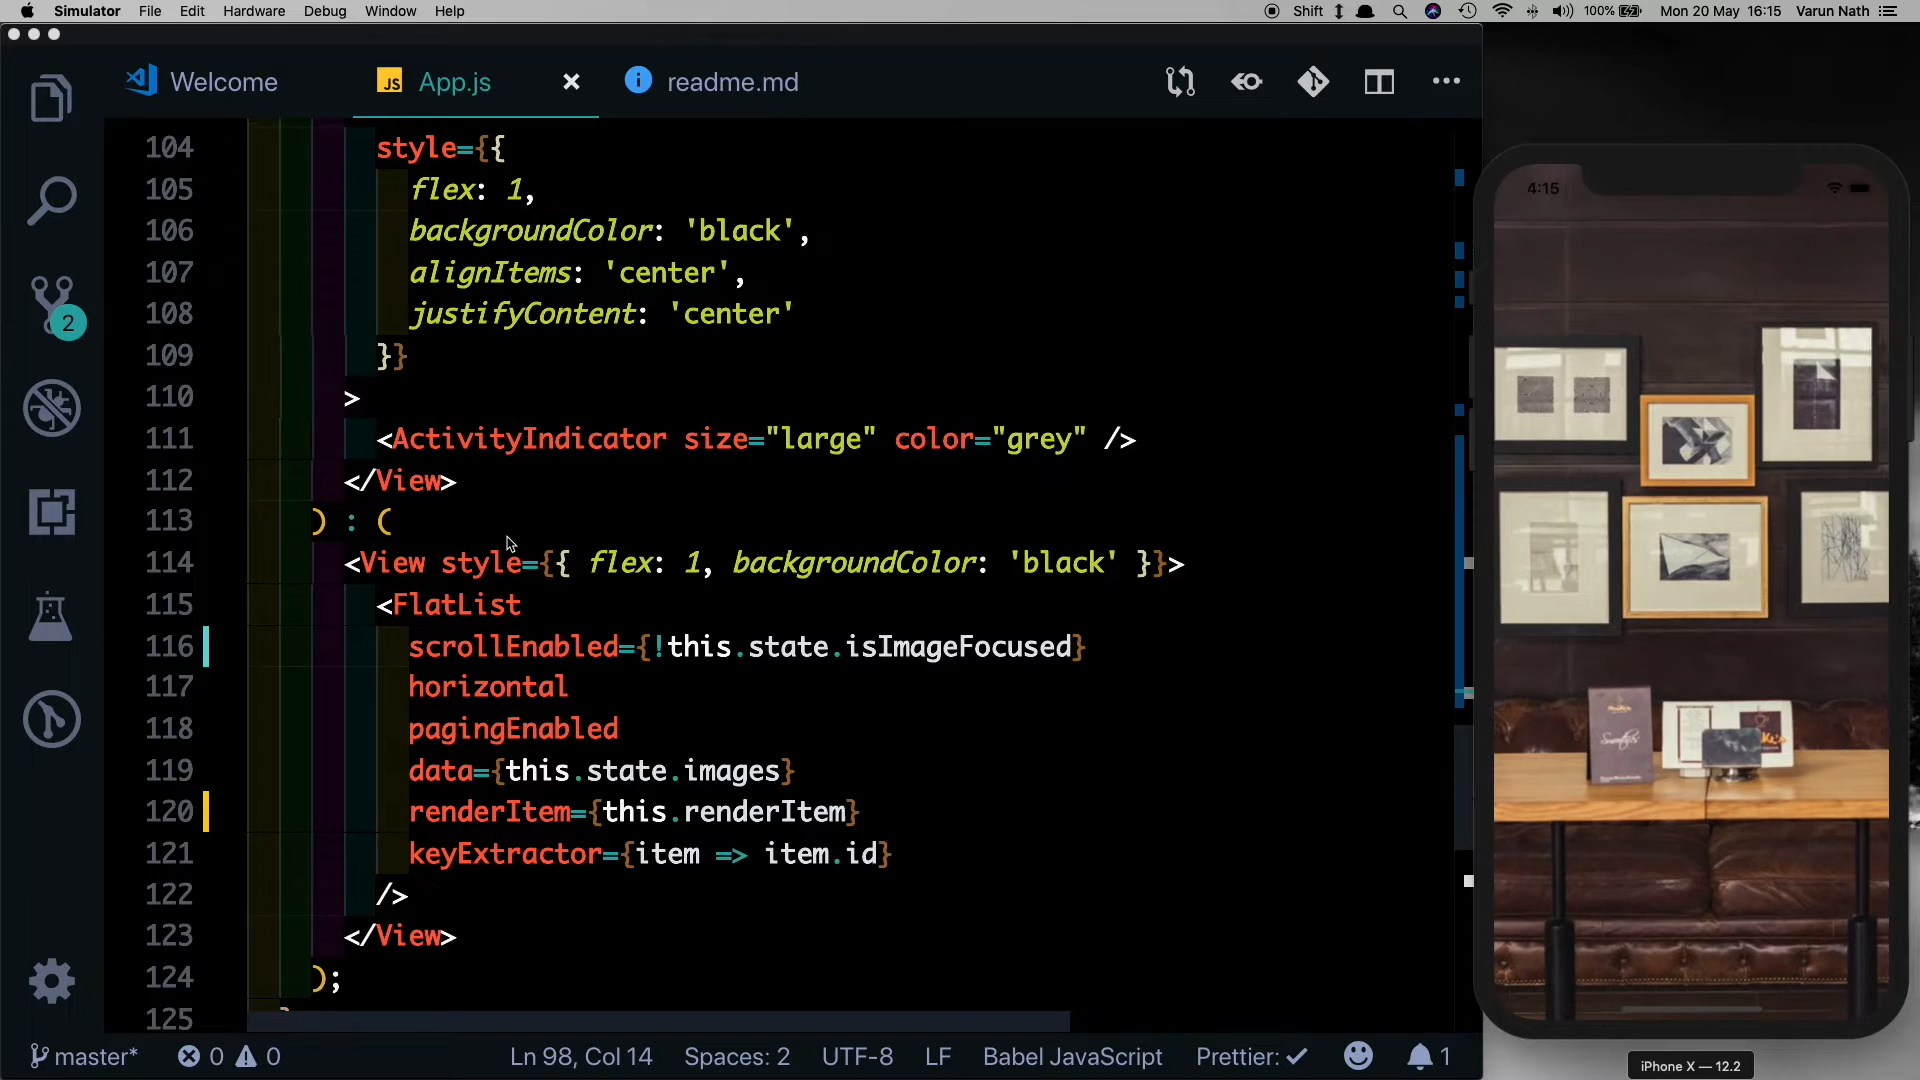 Simulator File Edit Hardware Debug Window Help Shift 100% Mon 20 May 16:15 Varun Nath
Welcome JS App.js readme.md
104 style={{
105 flex: 1,
106 backgroundColor: 'black',
107 alignItems: 'center',
108 justifyContent: 'center'
109 }}
110 >
111 <ActivityIndicator size="large" color="grey" />
112 </View>
113 ) : (
114 <View style={{ flex: 1, backgroundColor: 'black' }}>
115 <FlatList
116 scrollEnabled={!this.state.isImageFocused}
117 horizontal
118 pagingEnabled
119 data={this.state.images}
120 renderItem={this.renderItem}
121 keyExtractor={item => item.id}
122 />
123 </View>
124 );
125
2
4:15
Smoothies
master* 0 0 Ln 98, Col 14 Spaces: 2 UTF-8 LF Babel JavaScript Prettier: 1
iPhone X — 12.2